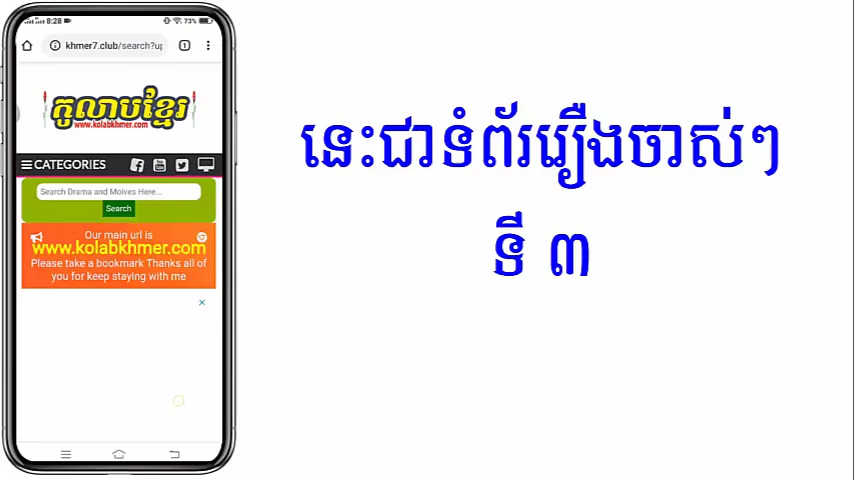 8:28
73%
khmer7.club/search?up
1
កូលាបខ្មែរ
www.kolabkhmer.com
CATEGORIES
Search Drama and Moives Here...
Search
Our main url is
www.kolabkhmer.com
Please take a bookmark Thanks all of
you for keep staying with me
នេះជាទំព័ររឿងចាស់ៗ
ទី ៣